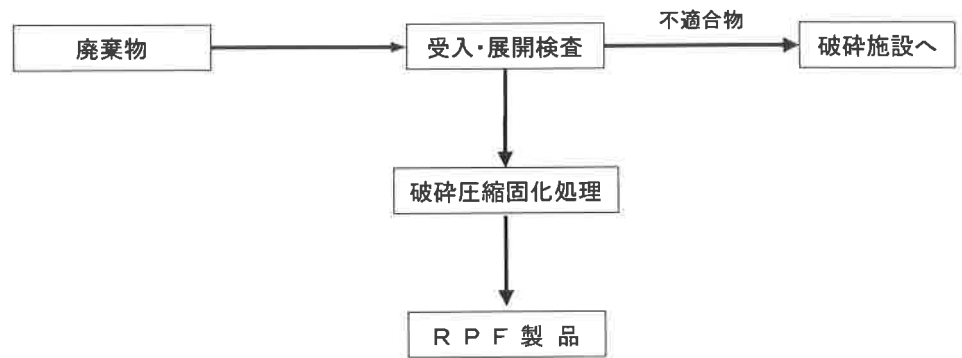 廃棄物
受入・展開検査
不適合物
破砕施設へ
破砕圧縮固化処理
RPF製品